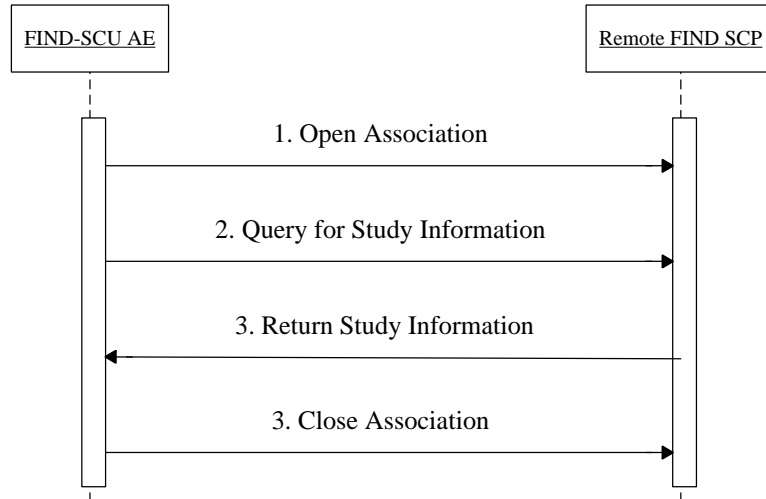 FIND-SCU AE
Remote FIND SCP
1. Open Association
2. Query for Study Information
3. Return Study Information
3. Close Association